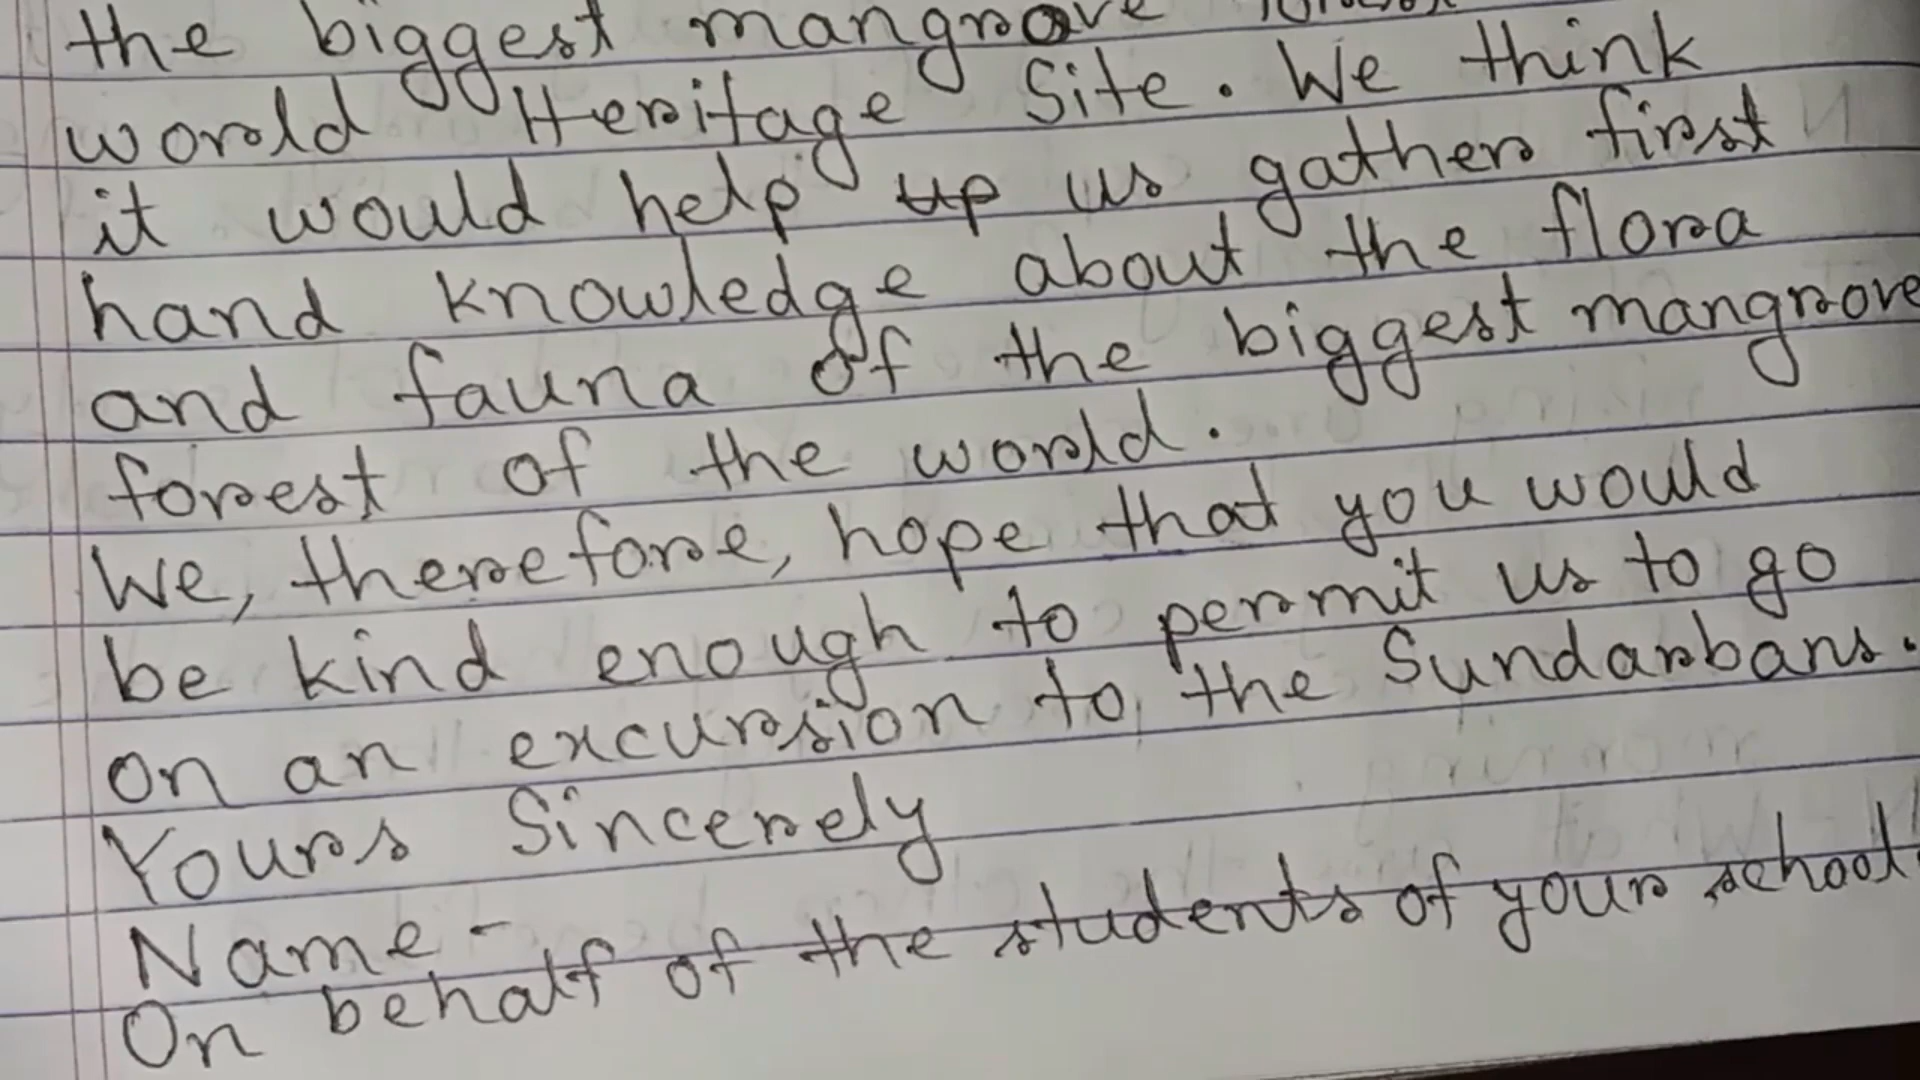 the biggest mangrove forest
world Heritage Site. We think
it would help up us gather first
hand knowledge about the flora
and fauna of the biggest mangrove
forest of the world.
We, therefore, hope that you would
be kind enough to permit us to go
on an excursion to the Sundarbans.
Yours Sincerely
Name -
On behalf of the students of your school.